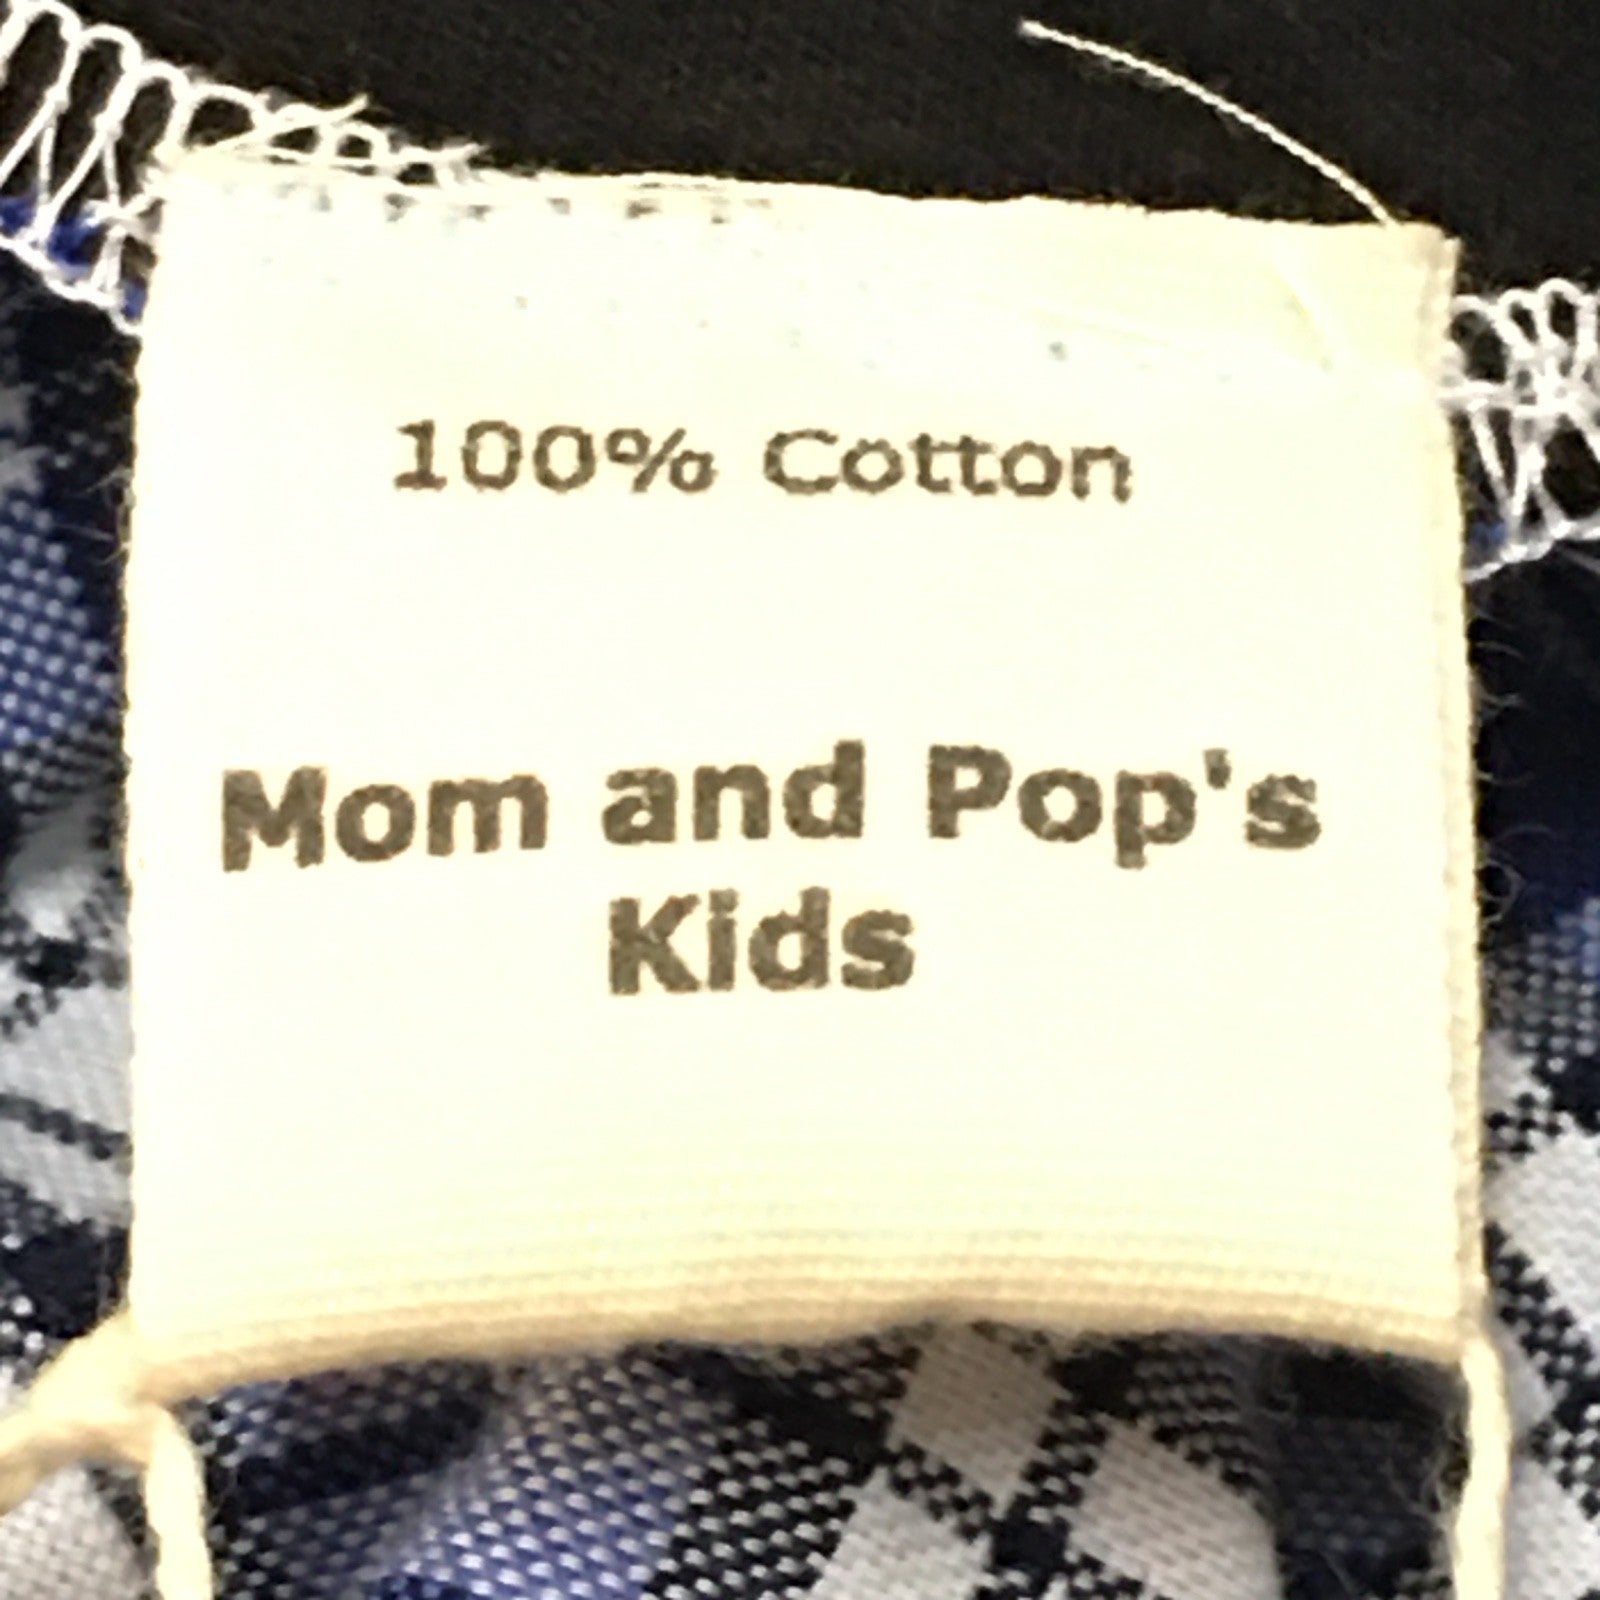 100% Cotton
Mom and Pop's
Kids